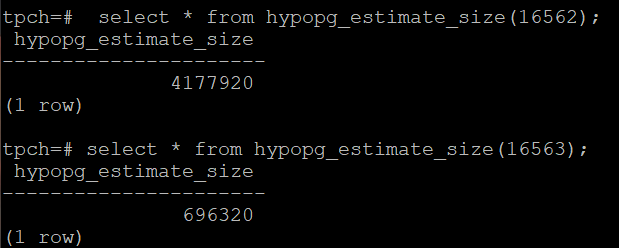 tpch=#  select * from hypopg_estimate_size(16562);
 hypopg_estimate_size
----------------------
              4177920
(1 row)

tpch=# select * from hypopg_estimate_size(16563);
 hypopg_estimate_size
----------------------
               696320
(1 row)